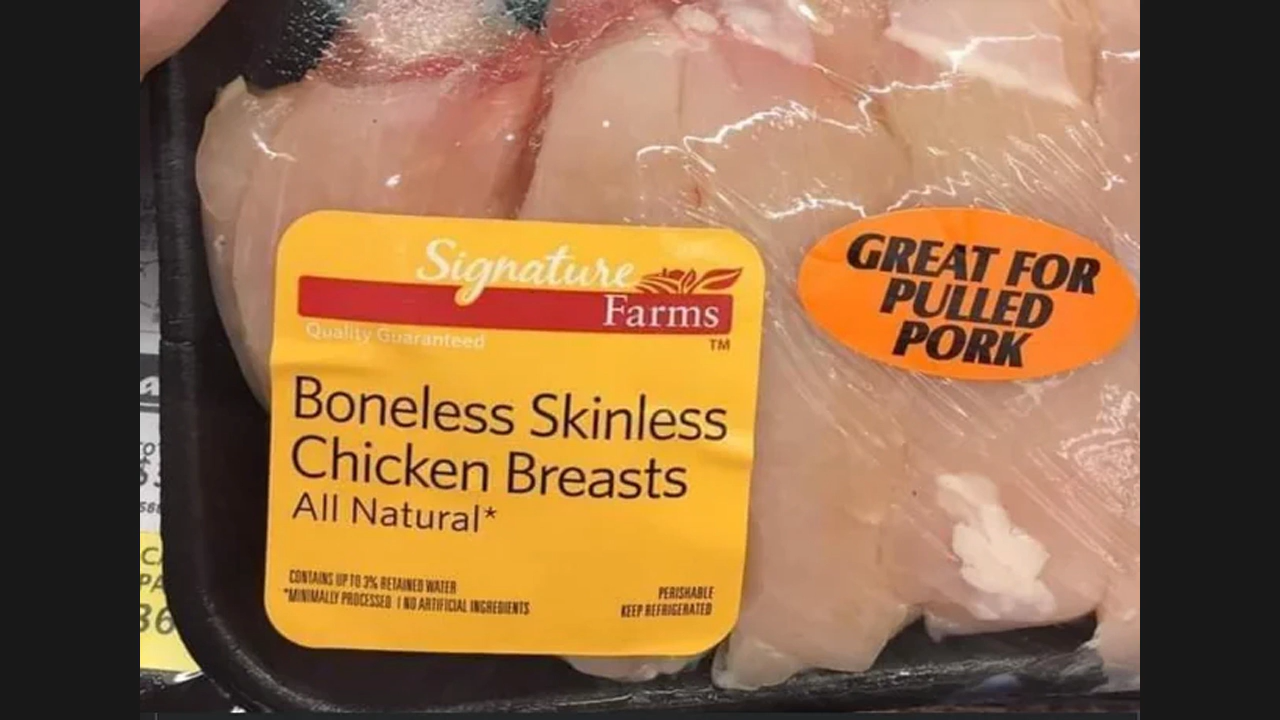 Signature
Farms
TM
Quality Guaranteed
Boneless Skinless
Chicken Breasts
All Natural*
CONTAINS UP TO 3% RETAINED WATER
*MINIMALLY PROCESSED | NO ARTIFICIAL INGREDIENTS
PERISHABLE
KEEP REFRIGERATED
GREAT FOR
PULLED
PORK